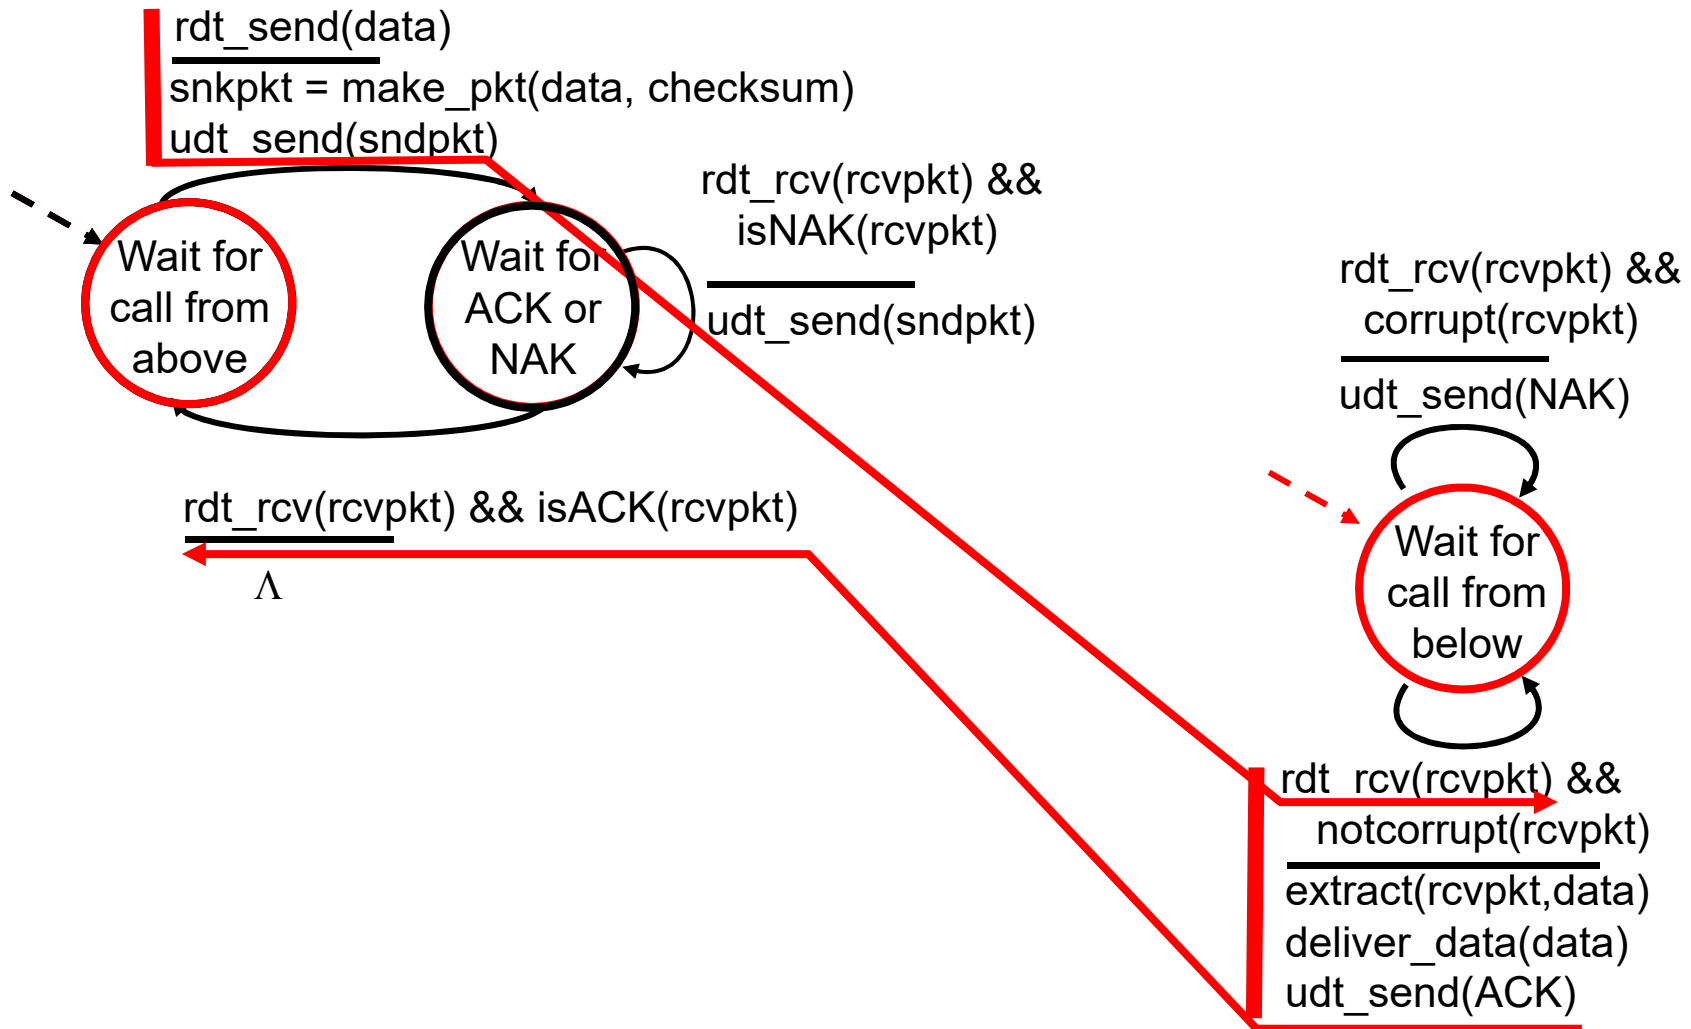 rdt_send(data)
snkpkt = make_pkt(data, checksum)
udt_send(sndpkt)
rdt_rcv(rcvpkt) &&
isNAK(rcvpkt)
udt_send(sndpkt)
Wait for
call from
above
Wait for
ACK or
NAK
rdt_rcv(rcvpkt) && isACK(rcvpkt)
Λ
rdt_rcv(rcvpkt) &&
corrupt(rcvpkt)
udt_send(NAK)
Wait for
call from
below
rdt_rcv(rcvpkt) &&
notcorrupt(rcvpkt)
extract(rcvpkt,data)
deliver_data(data)
udt_send(ACK)